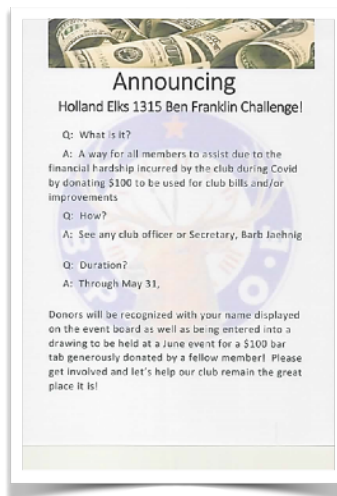 Announcing
Holland Elks 1315 Ben Franklin Challenge!
Q: What is it?
A: A way for all members to assist due to the
financial hardship incurred by the club during Covid
by donating $100 to be used for club bills and/or
improvements
Q: How?
A: See any club officer or Secretary, Barb Jaehnig
Q: Duration?
A: Through May 31,
Donors will be recognized with your name displayed
on the event board as well as being entered into a
drawing to be held at a June event for a $100 bar
tab generously donated by a fellow member! Please
get involved and let's help our club remain the great
place it is!